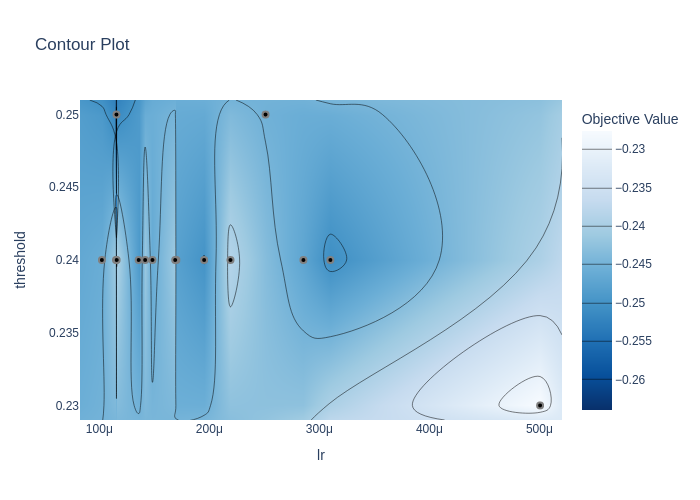 Contour Plot
Objective Value
0.25
0.245
0.24
0.235
0.23
threshold
100μ
200μ
300μ
400μ
500μ
lr
−0.23
−0.235
−0.24
−0.245
−0.25
−0.255
−0.26